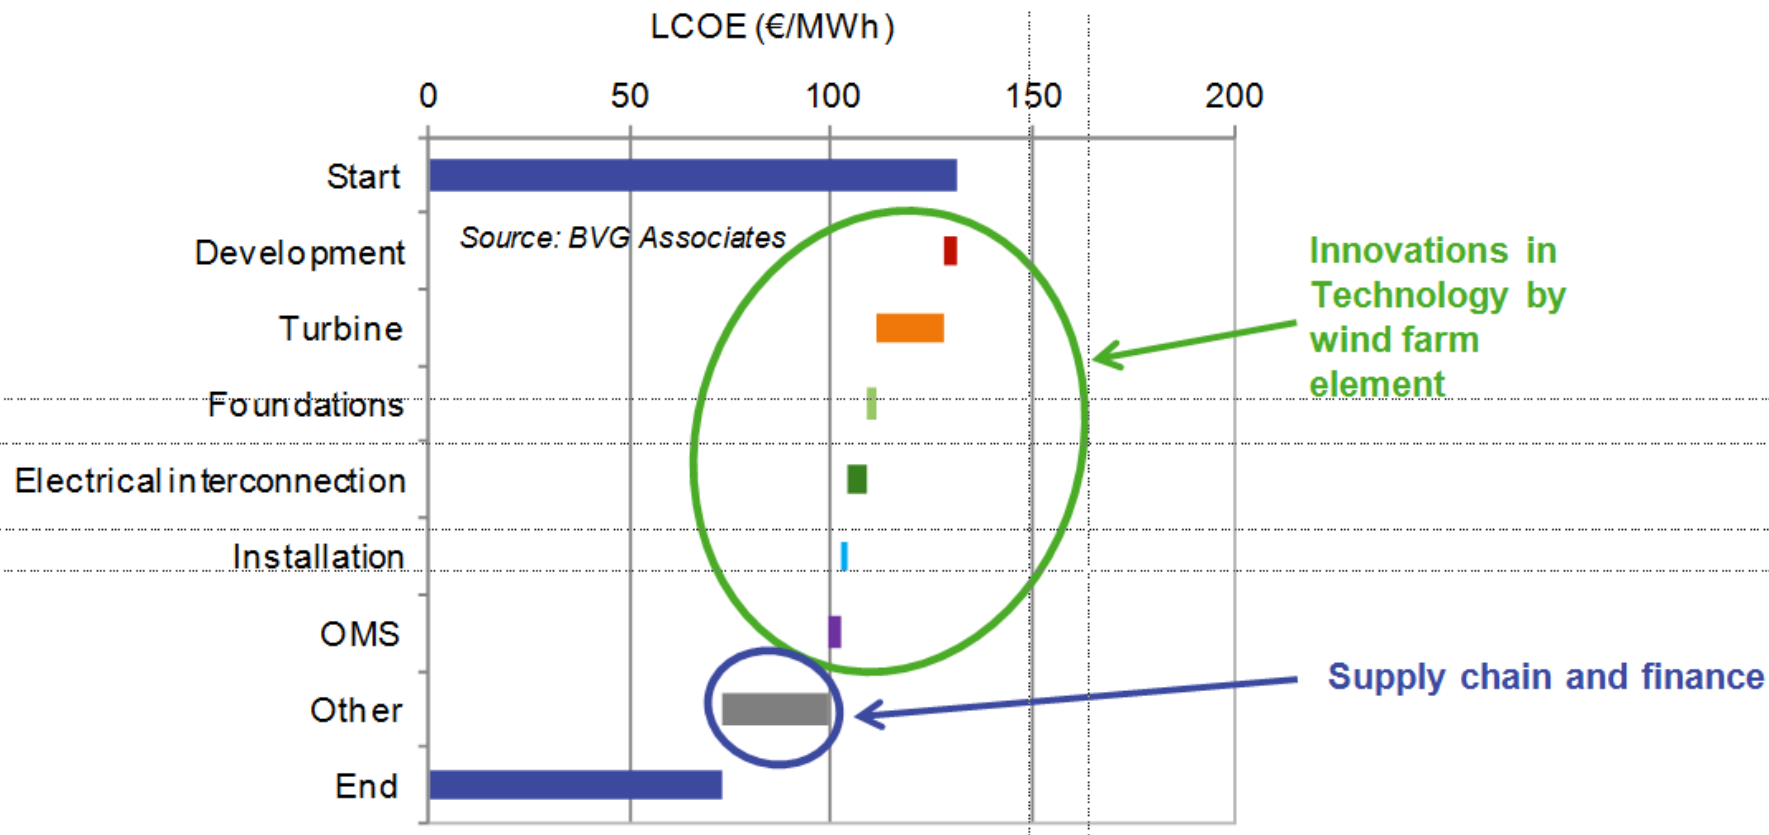 LCOE (€/MWh)
0 50 100 150 200
Start
Source: BVG Associates
Development
Turbine
Foundations
Electrical interconnection
Installation
OMS
Other
End
Innovations in
Technology by
wind farm
element
Supply chain and finance